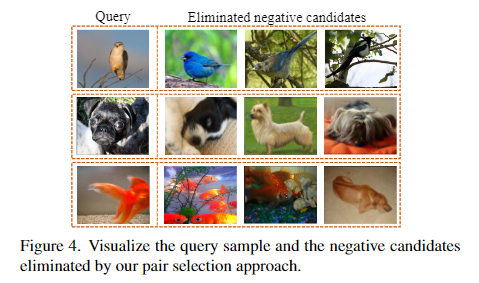 Query Eliminated negative candidates
Figure 4. Visualize the query sample and the negative candidates
eliminated by our pair selection approach.